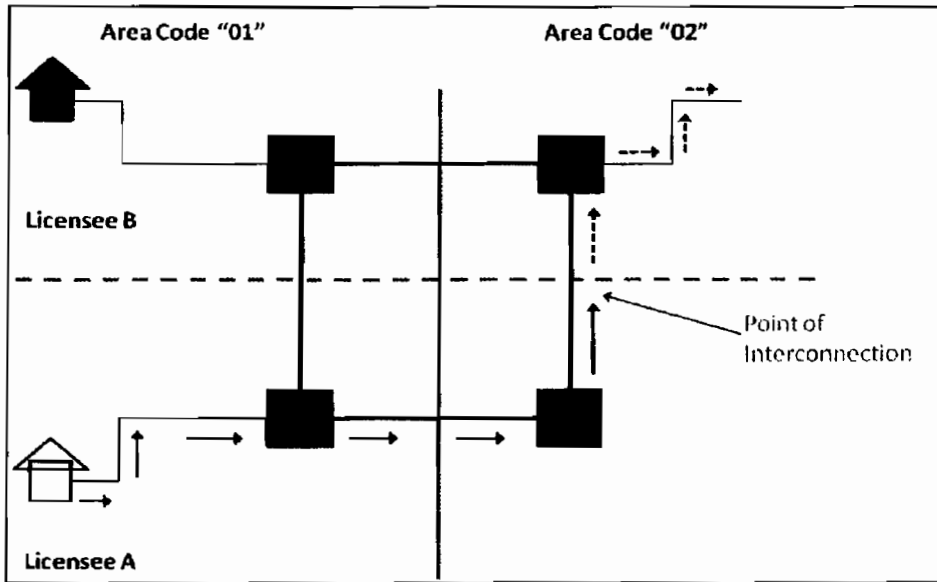 Area Code “01”
Area Code “02”
Licensee B
Point of
Interconnection
Licensee A